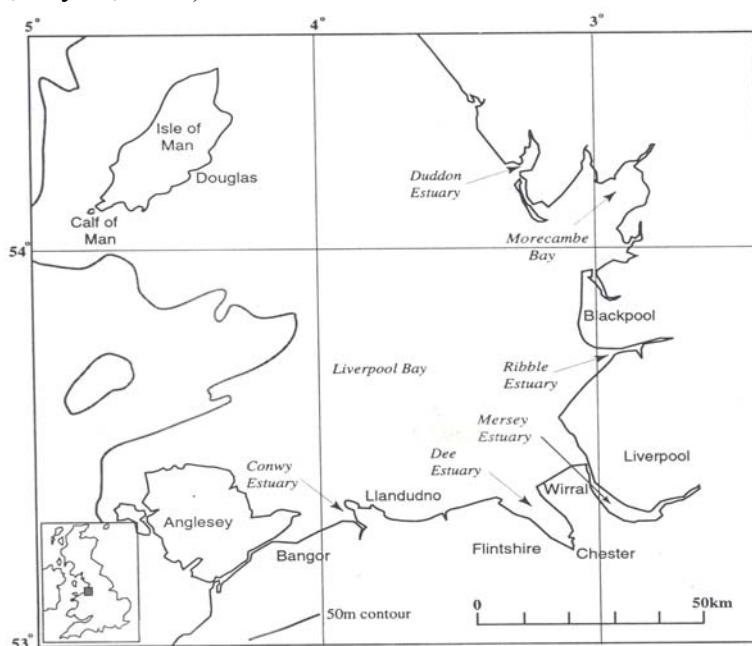 5°
4°
3°
Isle of
Man
Douglas
Calf of
Man
Duddon
Estuary
Morecambe
Bay
54°
Blackpool
Liverpool Bay
Ribble
Estuary
Mersey
Estuary
Liverpool
Dee
Estuary
Conwy
Estuary
Llandudno
Wirral
Anglesey
Bangor
Flintshire
Chester
50m contour
0
50km
53°